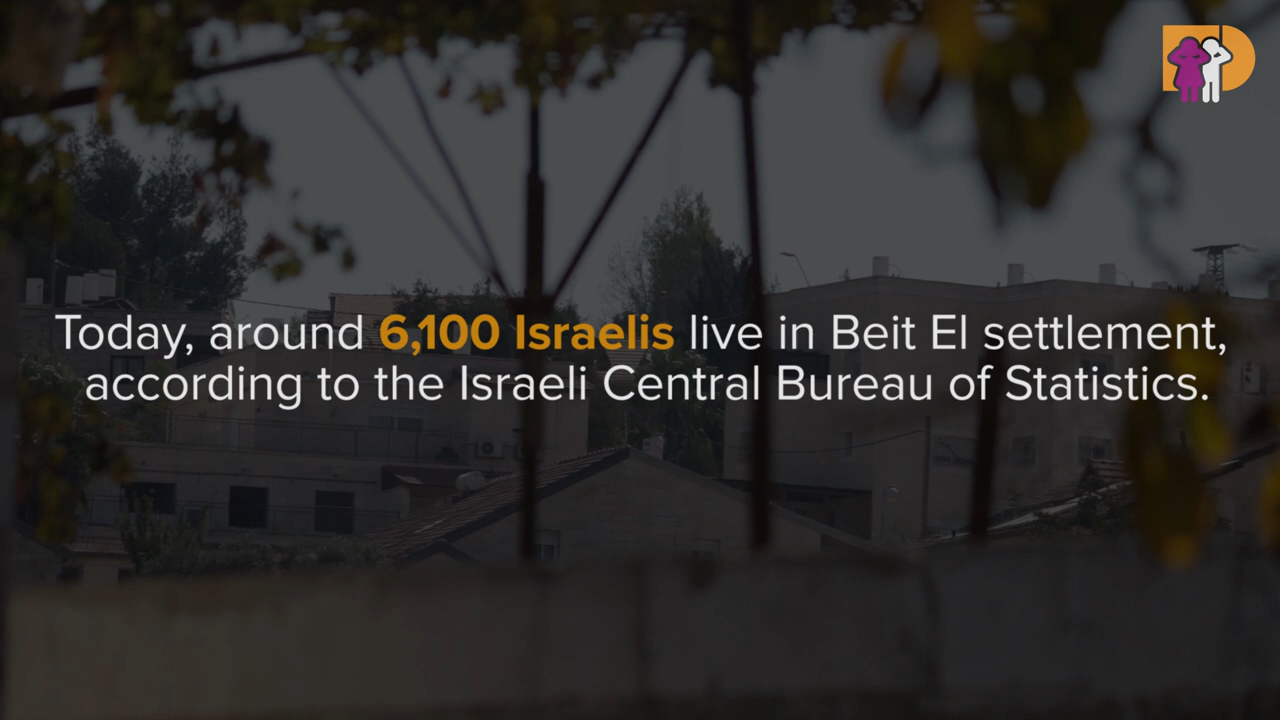 Today, around 6,100 Israelis live in Beit El settlement,
according to the Israeli Central Bureau of Statistics.